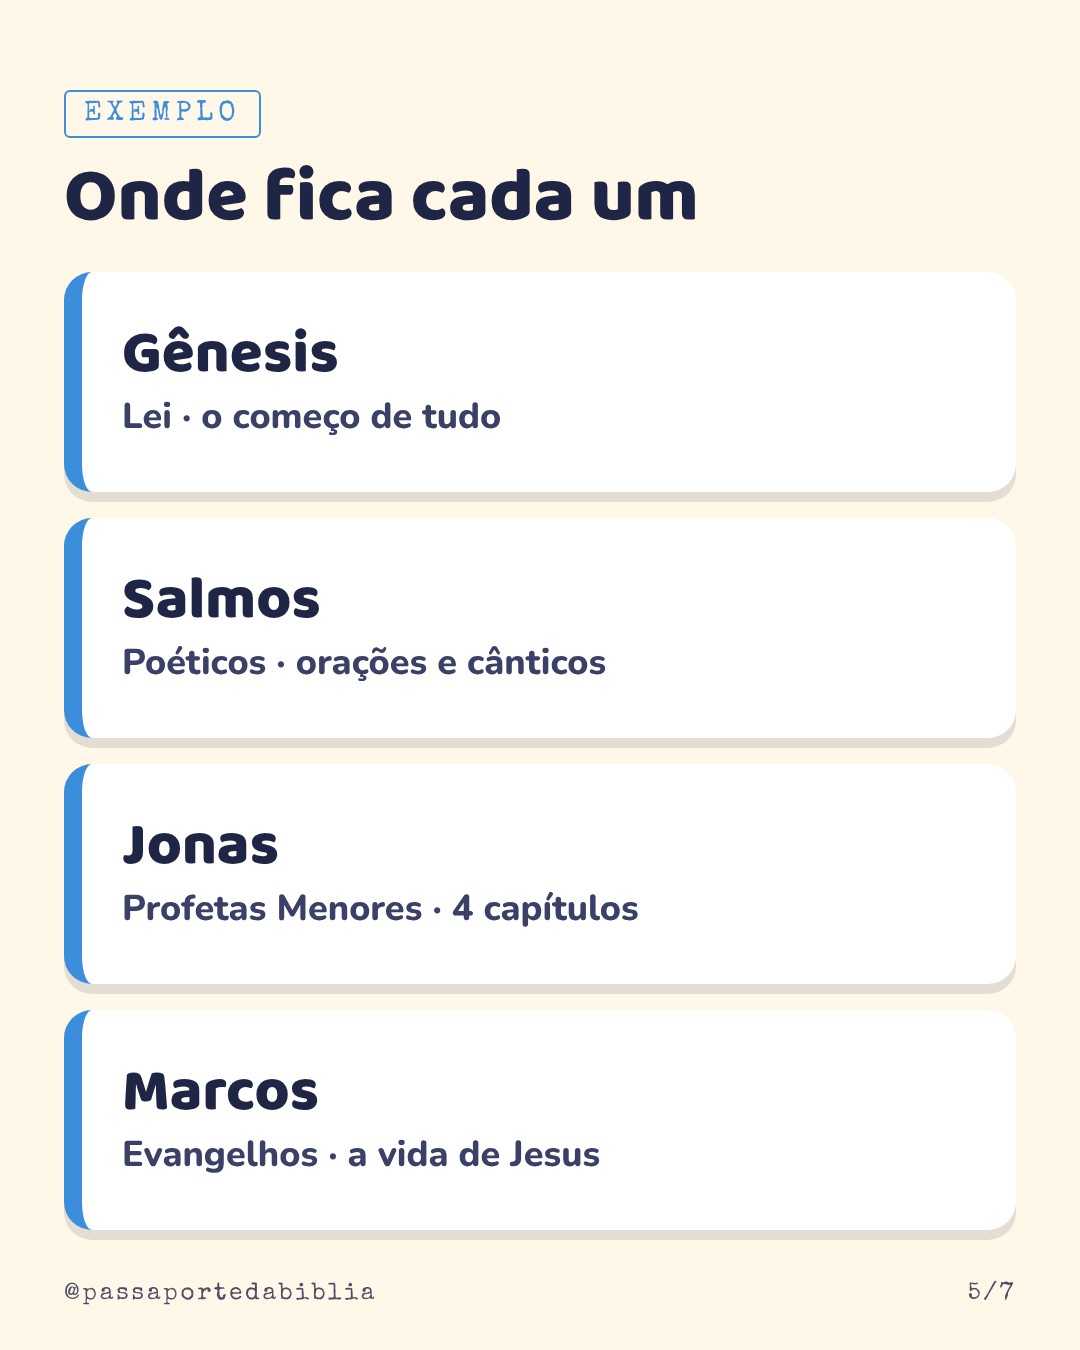 EXEMPLO
Onde fica cada um
Gênesis
Lei · o começo de tudo
Salmos
Poéticos · orações e cânticos
Jonas
Profetas Menores · 4 capítulos
Marcos
Evangelhos · a vida de Jesus
@passaportedabiblia
5/7